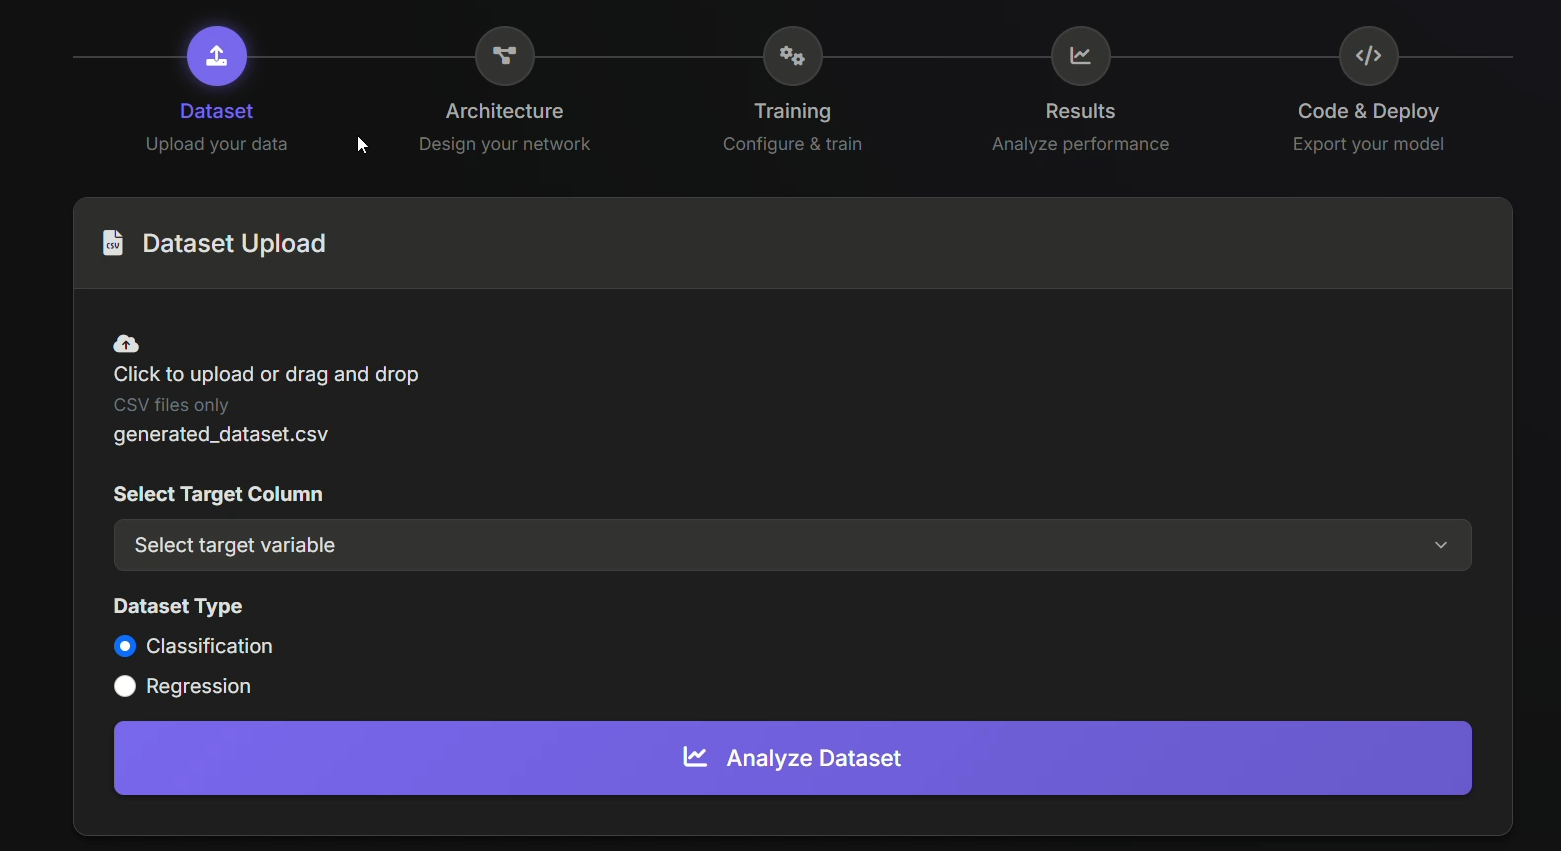 Dataset
Upload your data
Architecture
Design your network
Training
Configure & train
Results
Analyze performance
Code & Deploy
Export your model
CSV
Dataset Upload
Click to upload or drag and drop
CSV files only
generated_dataset.csv
Select Target Column
Select target variable
Dataset Type
Classification
Regression
Analyze Dataset